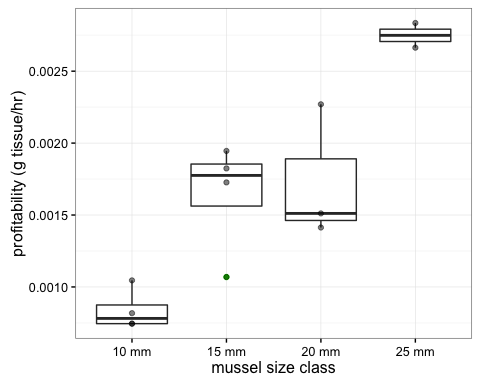 profitability (g tissue/hr)
0.0025
0.0020
0.0015
0.0010
10 mm 15 mm 20 mm 25 mm
mussel size class